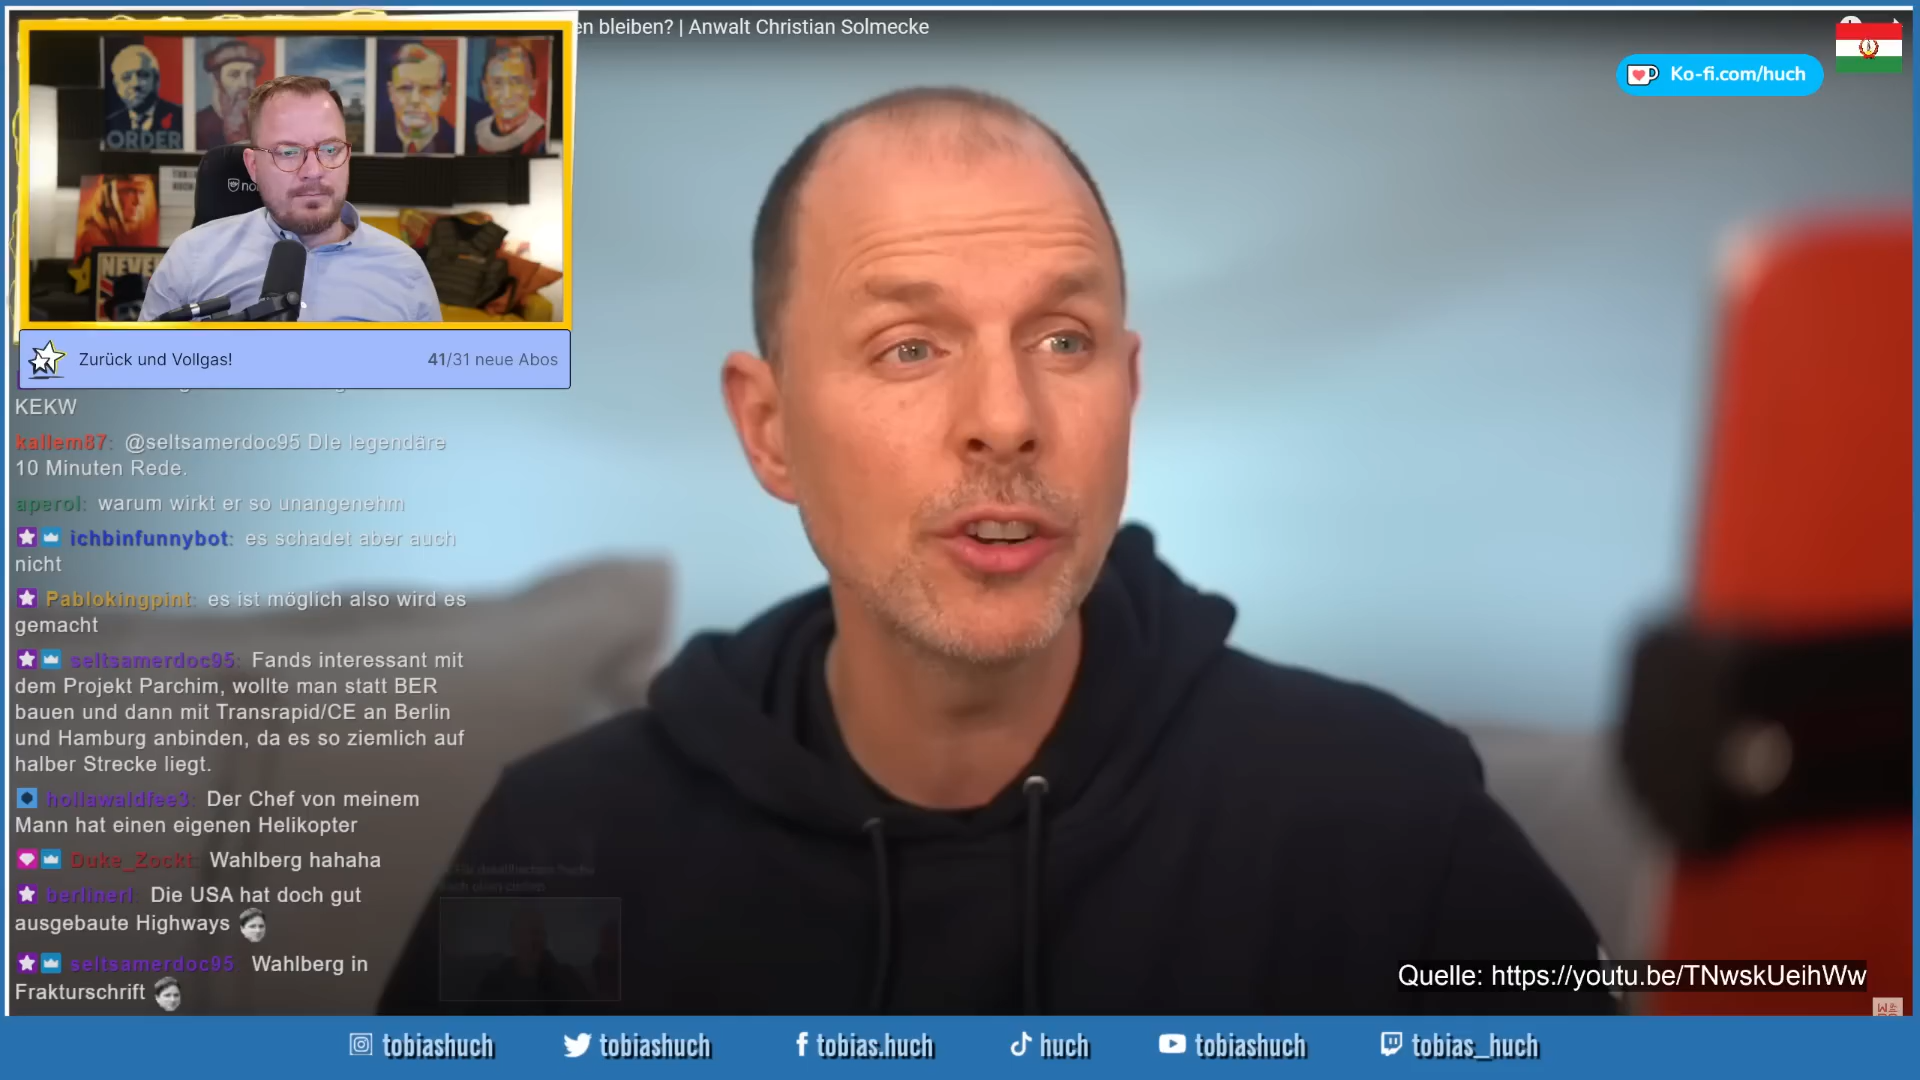 en bleiben? | Anwalt Christian Solmecke
Ko-fi.com/huch
ORDER
NEVER
Zurück und Vollgas!
41/31 neue Abos
KEKW
kallem87: @seltsamerdoc95 DIe legendäre
10 Minuten Rede.
aperol: warum wirkt er so unangenehm
ichbinfunnybot: es schadet aber auch
nicht
Pablokingpint: es ist möglich also wird es
gemacht
seltsamerdoc95: Fands interessant mit
dem Projekt Parchim, wollte man statt BER
bauen und dann mit Transrapid/CE an Berlin
und Hamburg anbinden, da es so ziemlich auf
halber Strecke liegt.
hollawaldfee3: Der Chef von meinem
Mann hat einen eigenen Helikopter
Duke_Zockt: Wahlberg hahaha
berlinerl: Die USA hat doch gut
ausgebaute Highways
seltsamerdoc95: Wahlberg in
Frakturschrift
Quelle: https://youtu.be/TNwskUeihWw
tobiashuch
tobiashuch
tobias.huch
huch
tobiashuch
tobias_huch